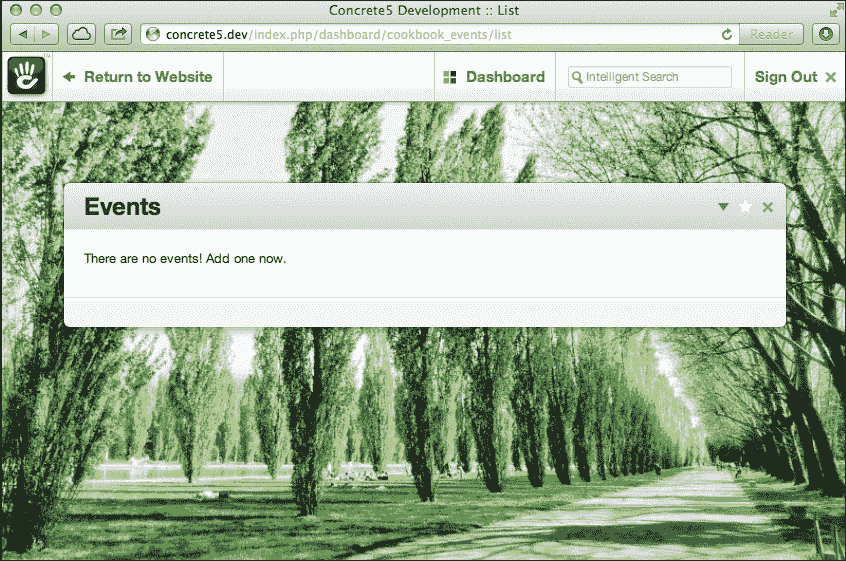 Concrete5 Development :: List
concrete5.dev/index.php/dashboard/cookbook_events/list
Reader
Return to Website
Dashboard
Intelligent Search
Sign Out
Events
There are no events! Add one now.